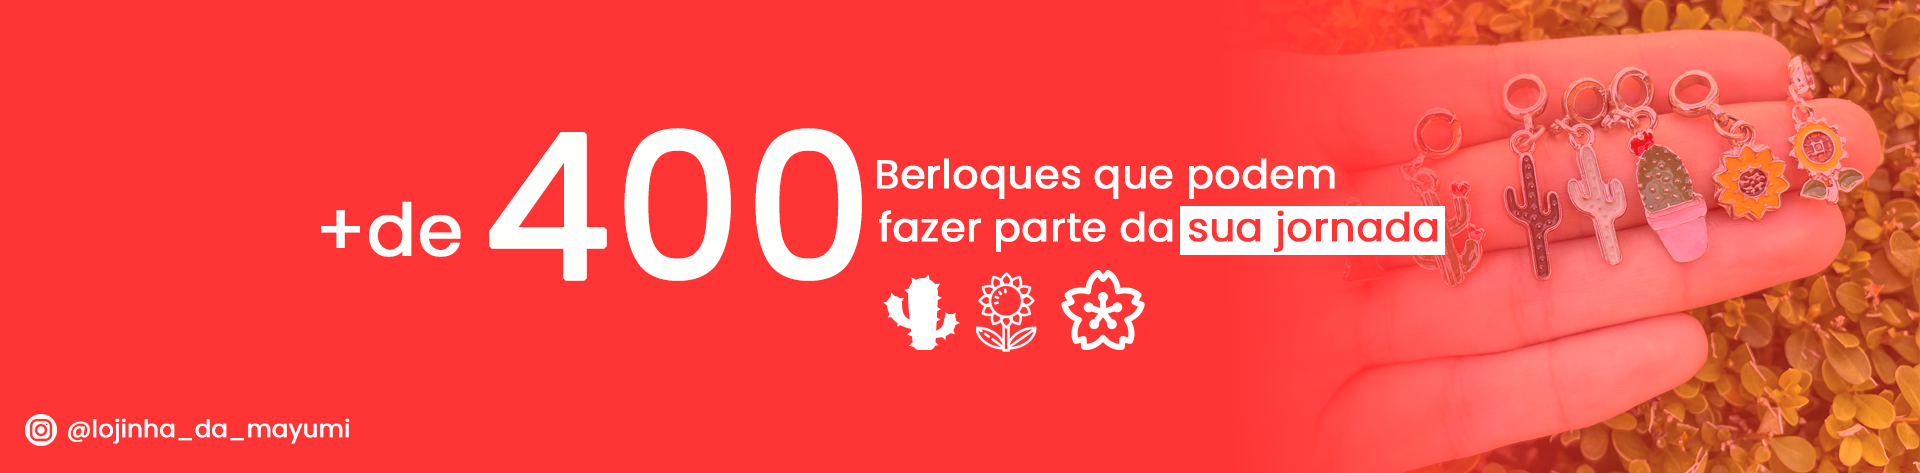 +de 400
Berloques que podem
fazer parte da sua jornada
@lojinha_da_mayumi